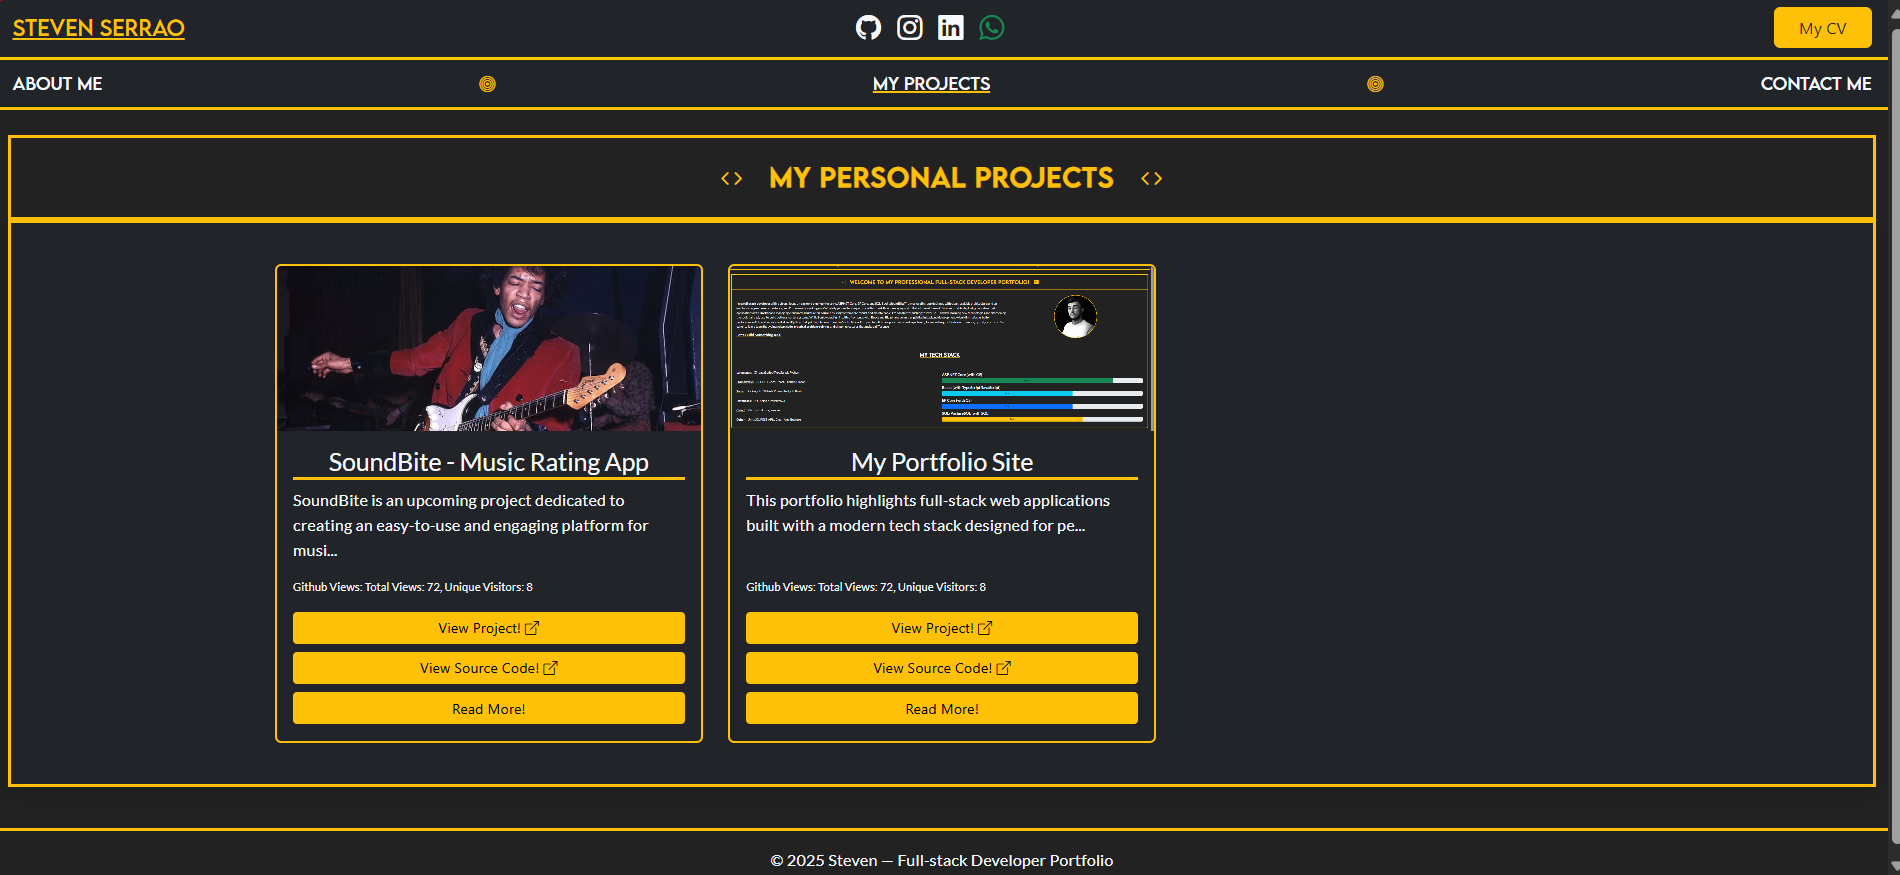 STEVEN SERRAO
My CV
ABOUT ME
MY PROJECTS
CONTACT ME
<> MY PERSONAL PROJECTS <>
WELCOME TO MY PROFESSIONAL FULL-STACK DEVELOPER PORTFOLIO!
MY TECH STACK
SoundBite - Music Rating App
SoundBite is an upcoming project dedicated to
creating an easy-to-use and engaging platform for
musi...
Github Views: Total Views: 72, Unique Visitors: 8
View Project!
View Source Code!
Read More!
My Portfolio Site
This portfolio highlights full-stack web applications
built with a modern tech stack designed for pe...
Github Views: Total Views: 72, Unique Visitors: 8
View Project!
View Source Code!
Read More!
© 2025 Steven — Full-stack Developer Portfolio